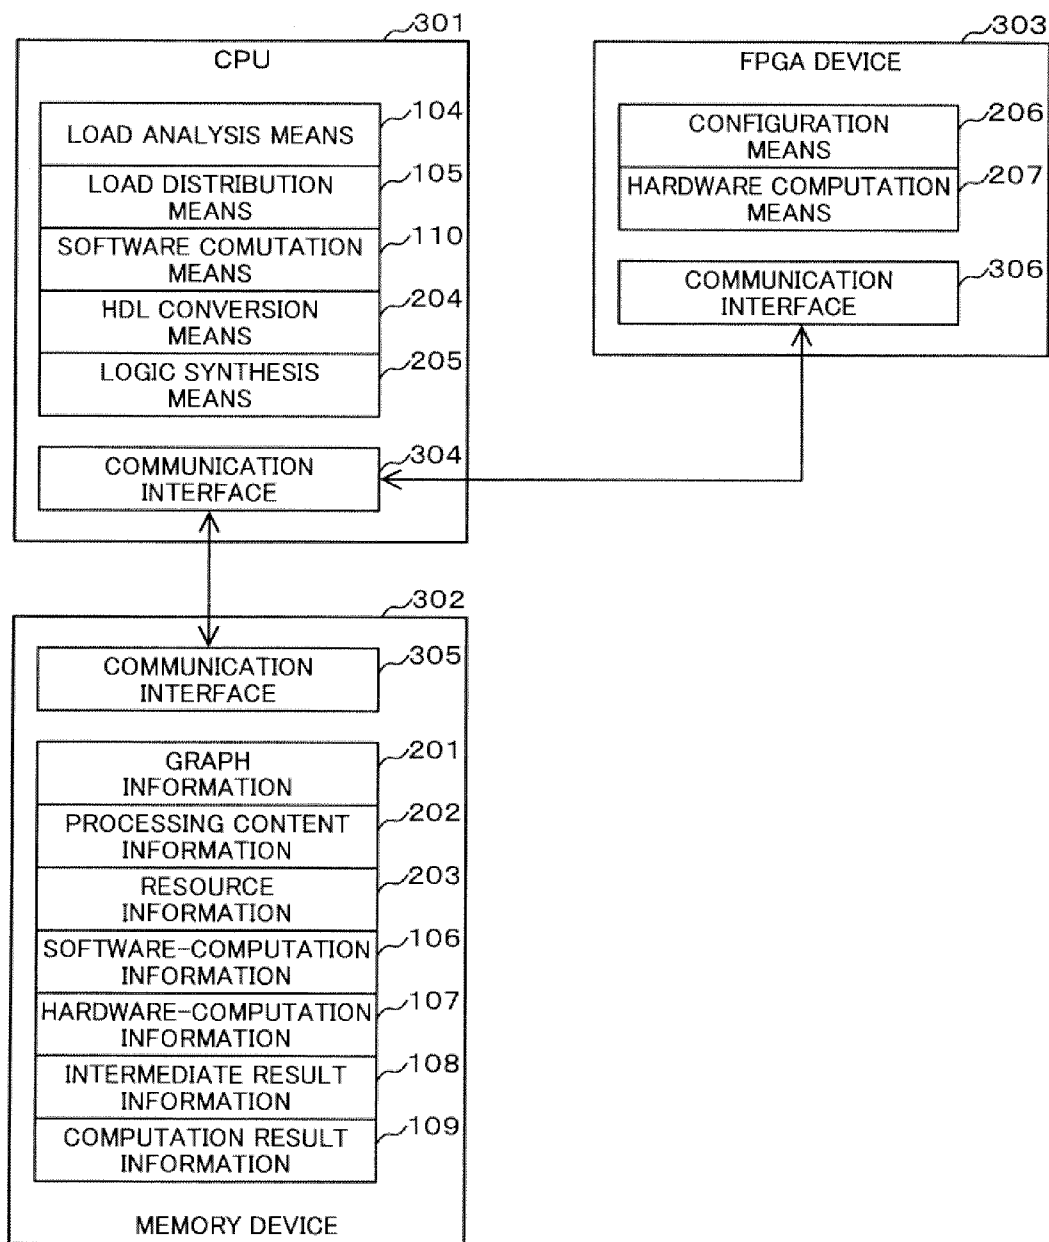 301
CPU
LOAD ANALYSIS MEANS
104
LOAD DISTRIBUTION
MEANS
105
SOFTWARE COMUTATION
MEANS
110
HDL CONVERSION
MEANS
204
LOGIC SYNTHESIS
MEANS
205
COMMUNICATION
INTERFACE
304
303
FPGA DEVICE
CONFIGURATION
MEANS
206
HARDWARE COMPUTATION
MEANS
207
COMMUNICATION
INTERFACE
306
302
COMMUNICATION
INTERFACE
305
GRAPH
INFORMATION
201
PROCESSING CONTENT
INFORMATION
202
RESOURCE
INFORMATION
203
SOFTWARE-COMPUTATION
INFORMATION
106
HARDWARE-COMPUTATION
INFORMATION
107
INTERMEDIATE RESULT
INFORMATION
108
COMPUTATION RESULT
INFORMATION
109
MEMORY DEVICE